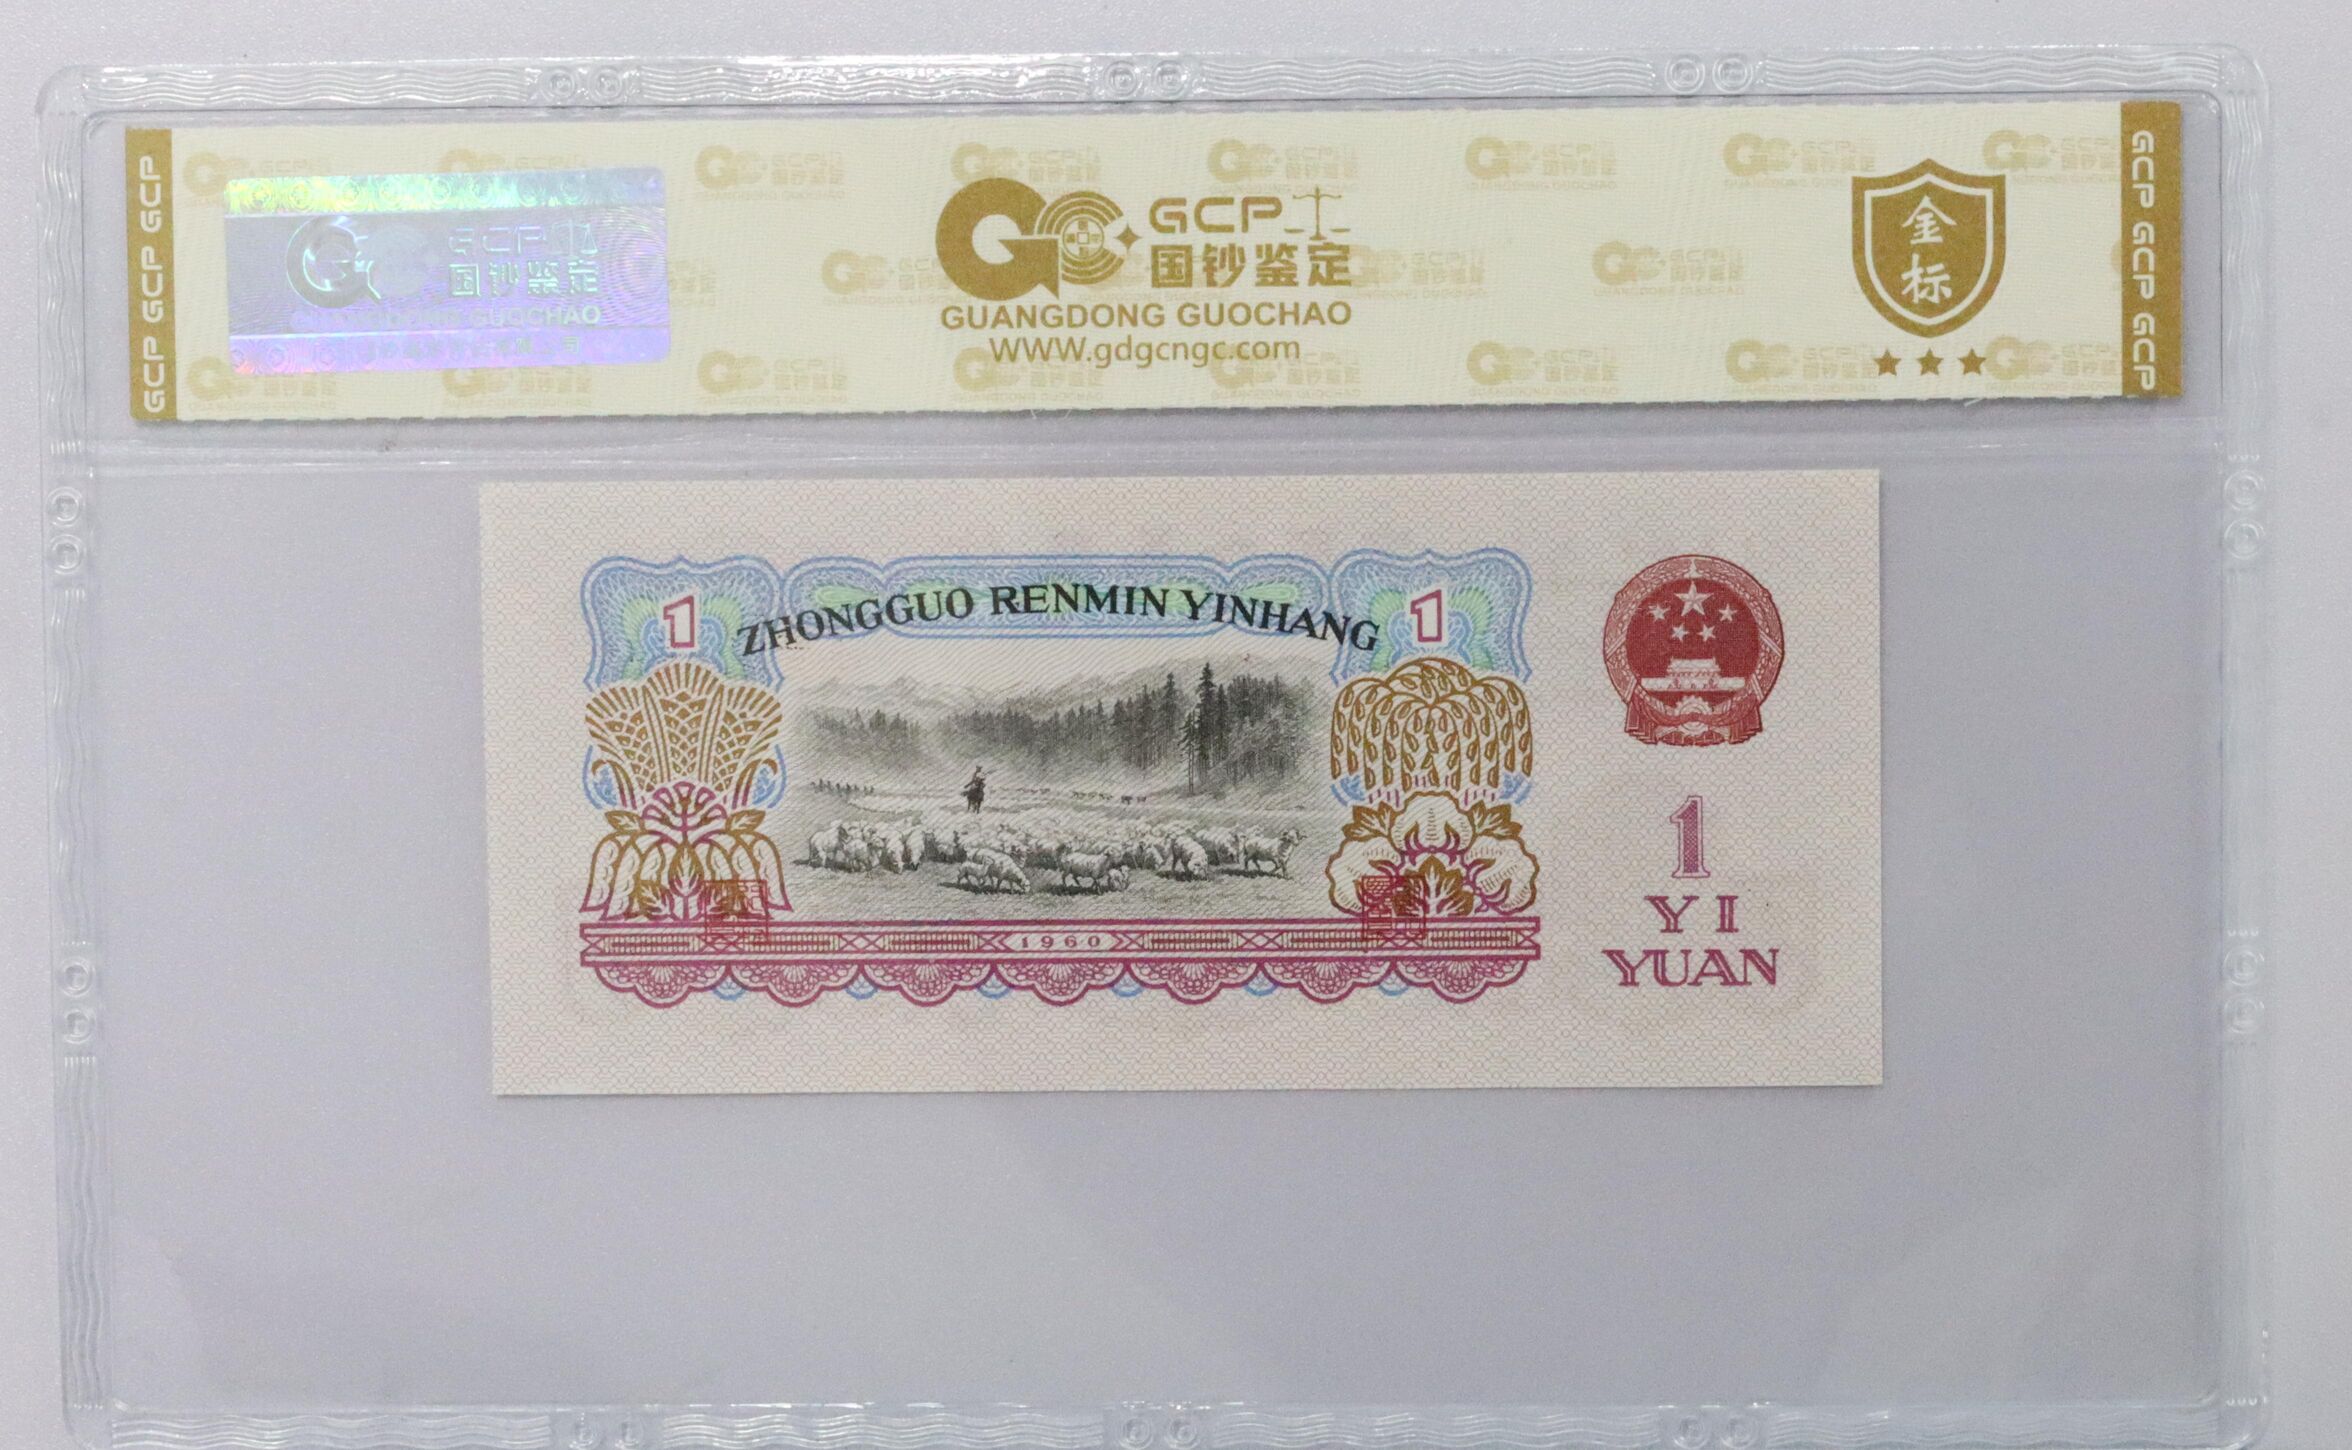 GCP GCP GCP
GCP
国钞鉴定
GUANGDONG GUOCHAO
GCP
国钞鉴定
GUANGDONG GUOCHAO
WWW.gdgcngc.com
金
标
GCP GCP GCP
ZHONGGUO RENMIN YINHANG
1
1
1960
1
YI
YUAN